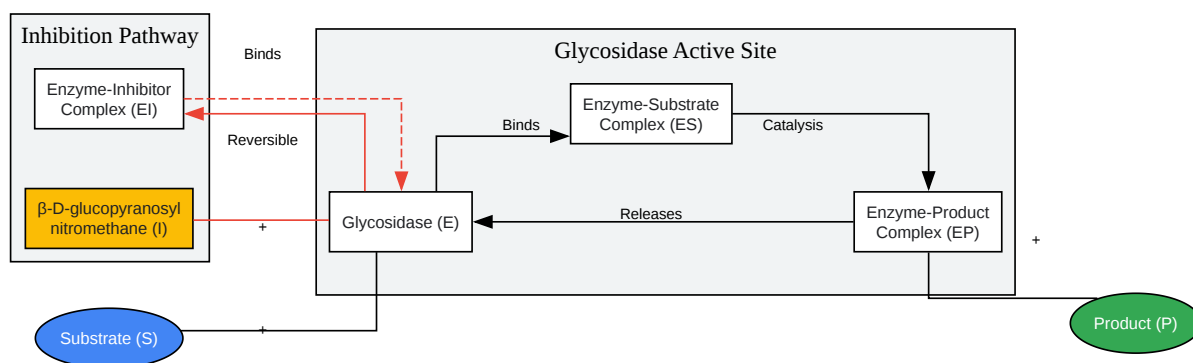 Inhibition Pathway
Binds
Glycosidase Active Site
Enzyme-Inhibitor
Complex (EI)
Reversible
Binds
Enzyme-Substrate
Complex (ES)
Catalysis
β-D-glucopyranosyl
nitromethane (I)
+
Glycosidase (E)
Releases
Enzyme-Product
Complex (EP)
+
Substrate (S)
+
Product (P)